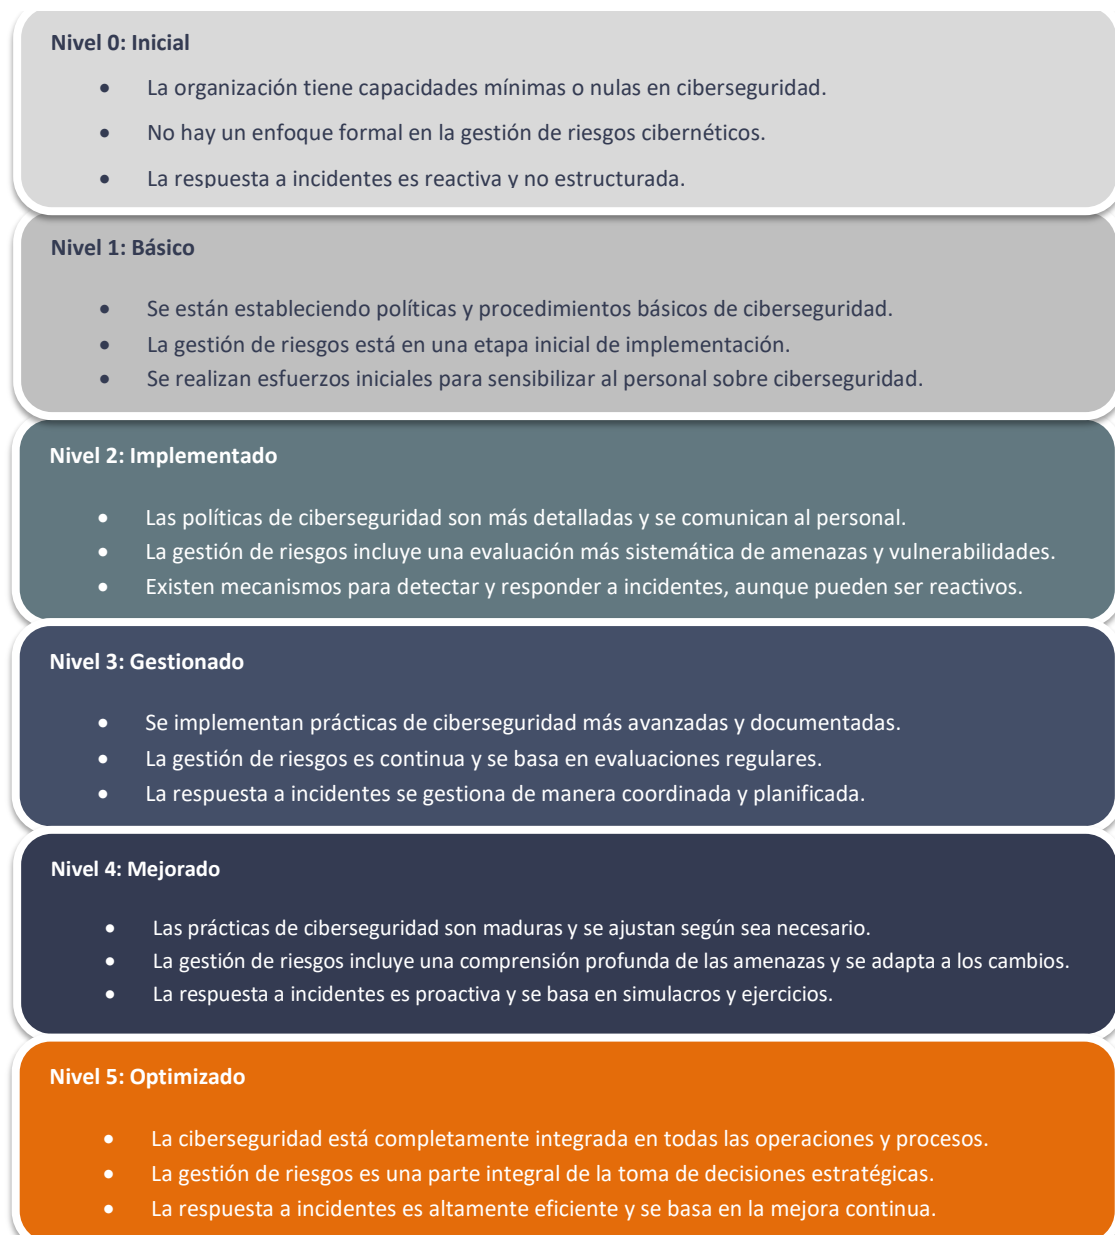 Nivel 0: Inicial
• La organización tiene capacidades mínimas o nulas en ciberseguridad.
• No hay un enfoque formal en la gestión de riesgos cibernéticos.
• La respuesta a incidentes es reactiva y no estructurada.
Nivel 1: Básico
• Se están estableciendo políticas y procedimientos básicos de ciberseguridad.
• La gestión de riesgos está en una etapa inicial de implementación.
• Se realizan esfuerzos iniciales para sensibilizar al personal sobre ciberseguridad.
Nivel 2: Implementado
• Las políticas de ciberseguridad son más detalladas y se comunican al personal.
• La gestión de riesgos incluye una evaluación más sistemática de amenazas y vulnerabilidades.
• Existen mecanismos para detectar y responder a incidentes, aunque pueden ser reactivos.
Nivel 3: Gestionado
• Se implementan prácticas de ciberseguridad más avanzadas y documentadas.
• La gestión de riesgos es continua y se basa en evaluaciones regulares.
• La respuesta a incidentes se gestiona de manera coordinada y planificada.
Nivel 4: Mejorado
• Las prácticas de ciberseguridad son maduras y se ajustan según sea necesario.
• La gestión de riesgos incluye una comprensión profunda de las amenazas y se adapta a los cambios.
• La respuesta a incidentes es proactiva y se basa en simulacros y ejercicios.
Nivel 5: Optimizado
• La ciberseguridad está completamente integrada en todas las operaciones y procesos.
• La gestión de riesgos es una parte integral de la toma de decisiones estratégicas.
• La respuesta a incidentes es altamente eficiente y se basa en la mejora continua.